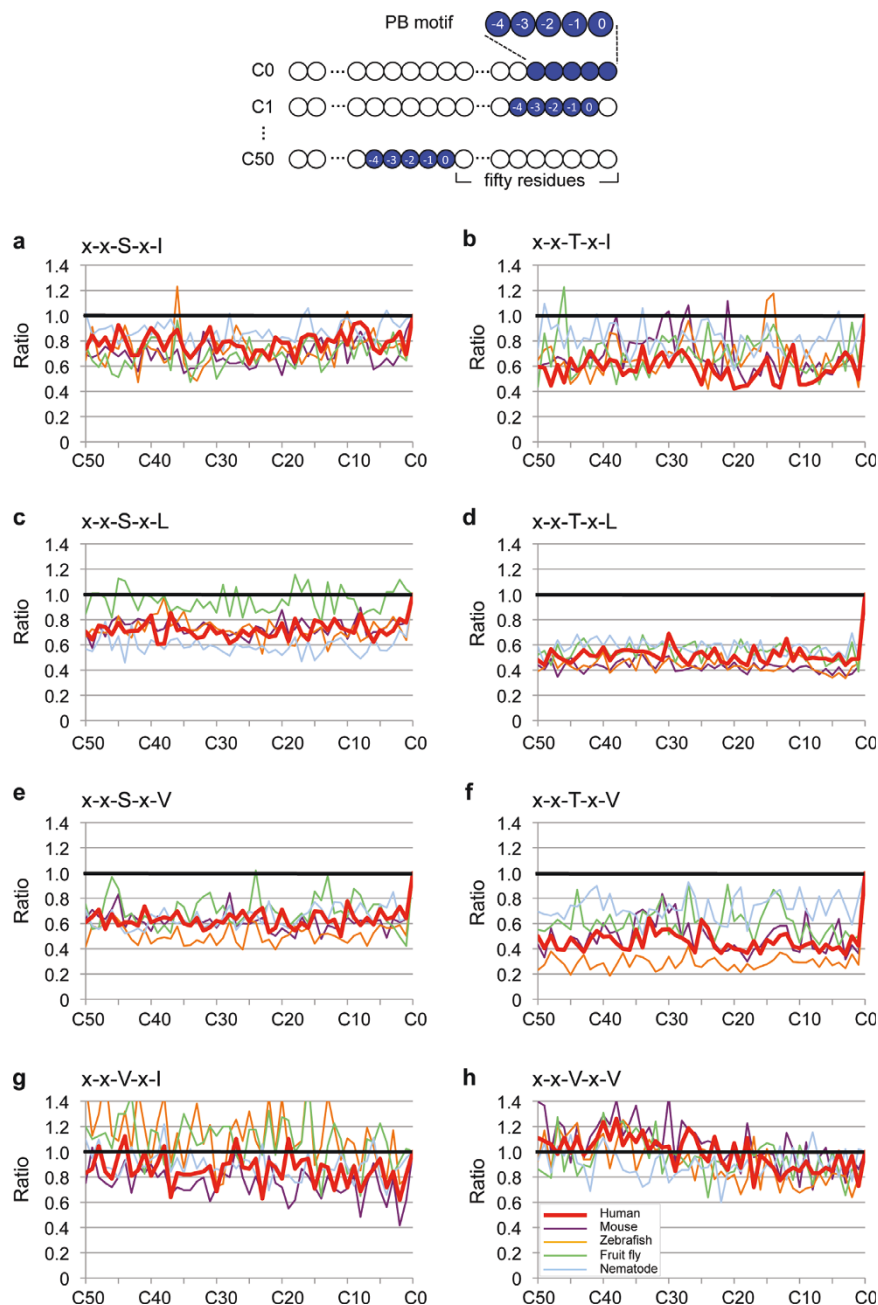 PB motif
-4 -3 -2 -1 0
C0 ... ...
C1 ... ... -4 -3 -2 -1 0
⋮
C50 ... -4 -3 -2 -1 0 ...
fifty residues
a x-x-S-x-I
1.4
1.2
1.0
0.8
0.6
0.4
0.2
0
Ratio
C50 C40 C30 C20 C10 C0
b x-x-T-x-I
1.4
1.2
1.0
0.8
0.6
0.4
0.2
0
Ratio
C50 C40 C30 C20 C10 C0
c x-x-S-x-L
1.4
1.2
1.0
0.8
0.6
0.4
0.2
0
Ratio
C50 C40 C30 C20 C10 C0
d x-x-T-x-L
1.4
1.2
1.0
0.8
0.6
0.4
0.2
0
Ratio
C50 C40 C30 C20 C10 C0
e x-x-S-x-V
1.4
1.2
1.0
0.8
0.6
0.4
0.2
0
Ratio
C50 C40 C30 C20 C10 C0
f x-x-T-x-V
1.4
1.2
1.0
0.8
0.6
0.4
0.2
0
Ratio
C50 C40 C30 C20 C10 C0
g x-x-V-x-I
1.4
1.2
1.0
0.8
0.6
0.4
0.2
0
Ratio
C50 C40 C30 C20 C10 C0
h x-x-V-x-V
1.4
1.2
1.0
0.8
0.6
0.4
0.2
0
Ratio
Human
Mouse
Zebrafish
Fruit fly
Nematode
C50 C40 C30 C20 C10 C0